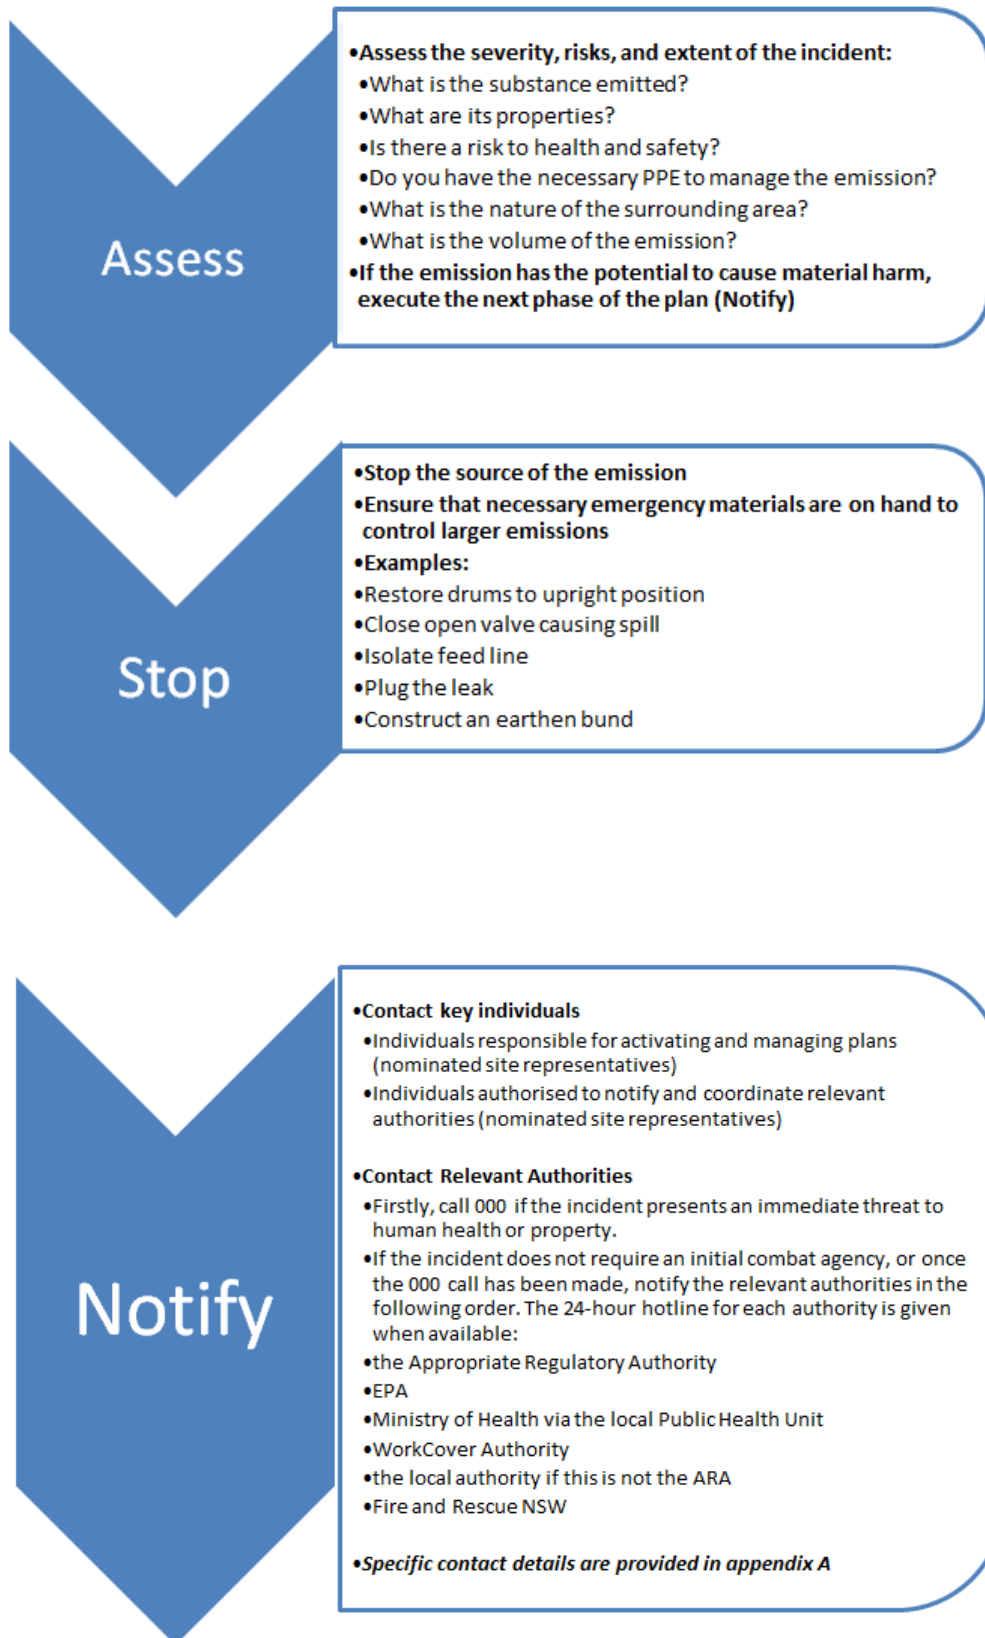 Assess
•Assess the severity, risks, and extent of the incident:
•What is the substance emitted?
•What are its properties?
•Is there a risk to health and safety?
•Do you have the necessary PPE to manage the emission?
•What is the nature of the surrounding area?
•What is the volume of the emission?
•If the emission has the potential to cause material harm,
execute the next phase of the plan (Notify)
Stop
•Stop the source of the emission
•Ensure that necessary emergency materials are on hand to
control larger emissions
•Examples:
•Restore drums to upright position
•Close open valve causing spill
•Isolate feed line
•Plug the leak
•Construct an earthen bund
Notify
•Contact key individuals
•Individuals responsible for activating and managing plans
(nominated site representatives)
•Individuals authorised to notify and coordinate relevant
authorities (nominated site representatives)
•Contact Relevant Authorities
•Firstly, call 000 if the incident presents an immediate threat to
human health or property.
•If the incident does not require an initial combat agency, or once
the 000 call has been made, notify the relevant authorities in the
following order. The 24-hour hotline for each authority is given
when available:
•the Appropriate Regulatory Authority
•EPA
•Ministry of Health via the local Public Health Unit
•WorkCover Authority
•the local authority if this is not the ARA
•Fire and Rescue NSW
•Specific contact details are provided in appendix A